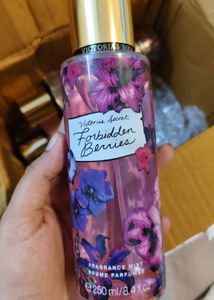 VICTORIA'S SECRET
Victoria's Secret
Forbidden
Berries
FRAGRANCE MIST
BRUME PARFUMÉE
e 250 ml/8.4 fl oz